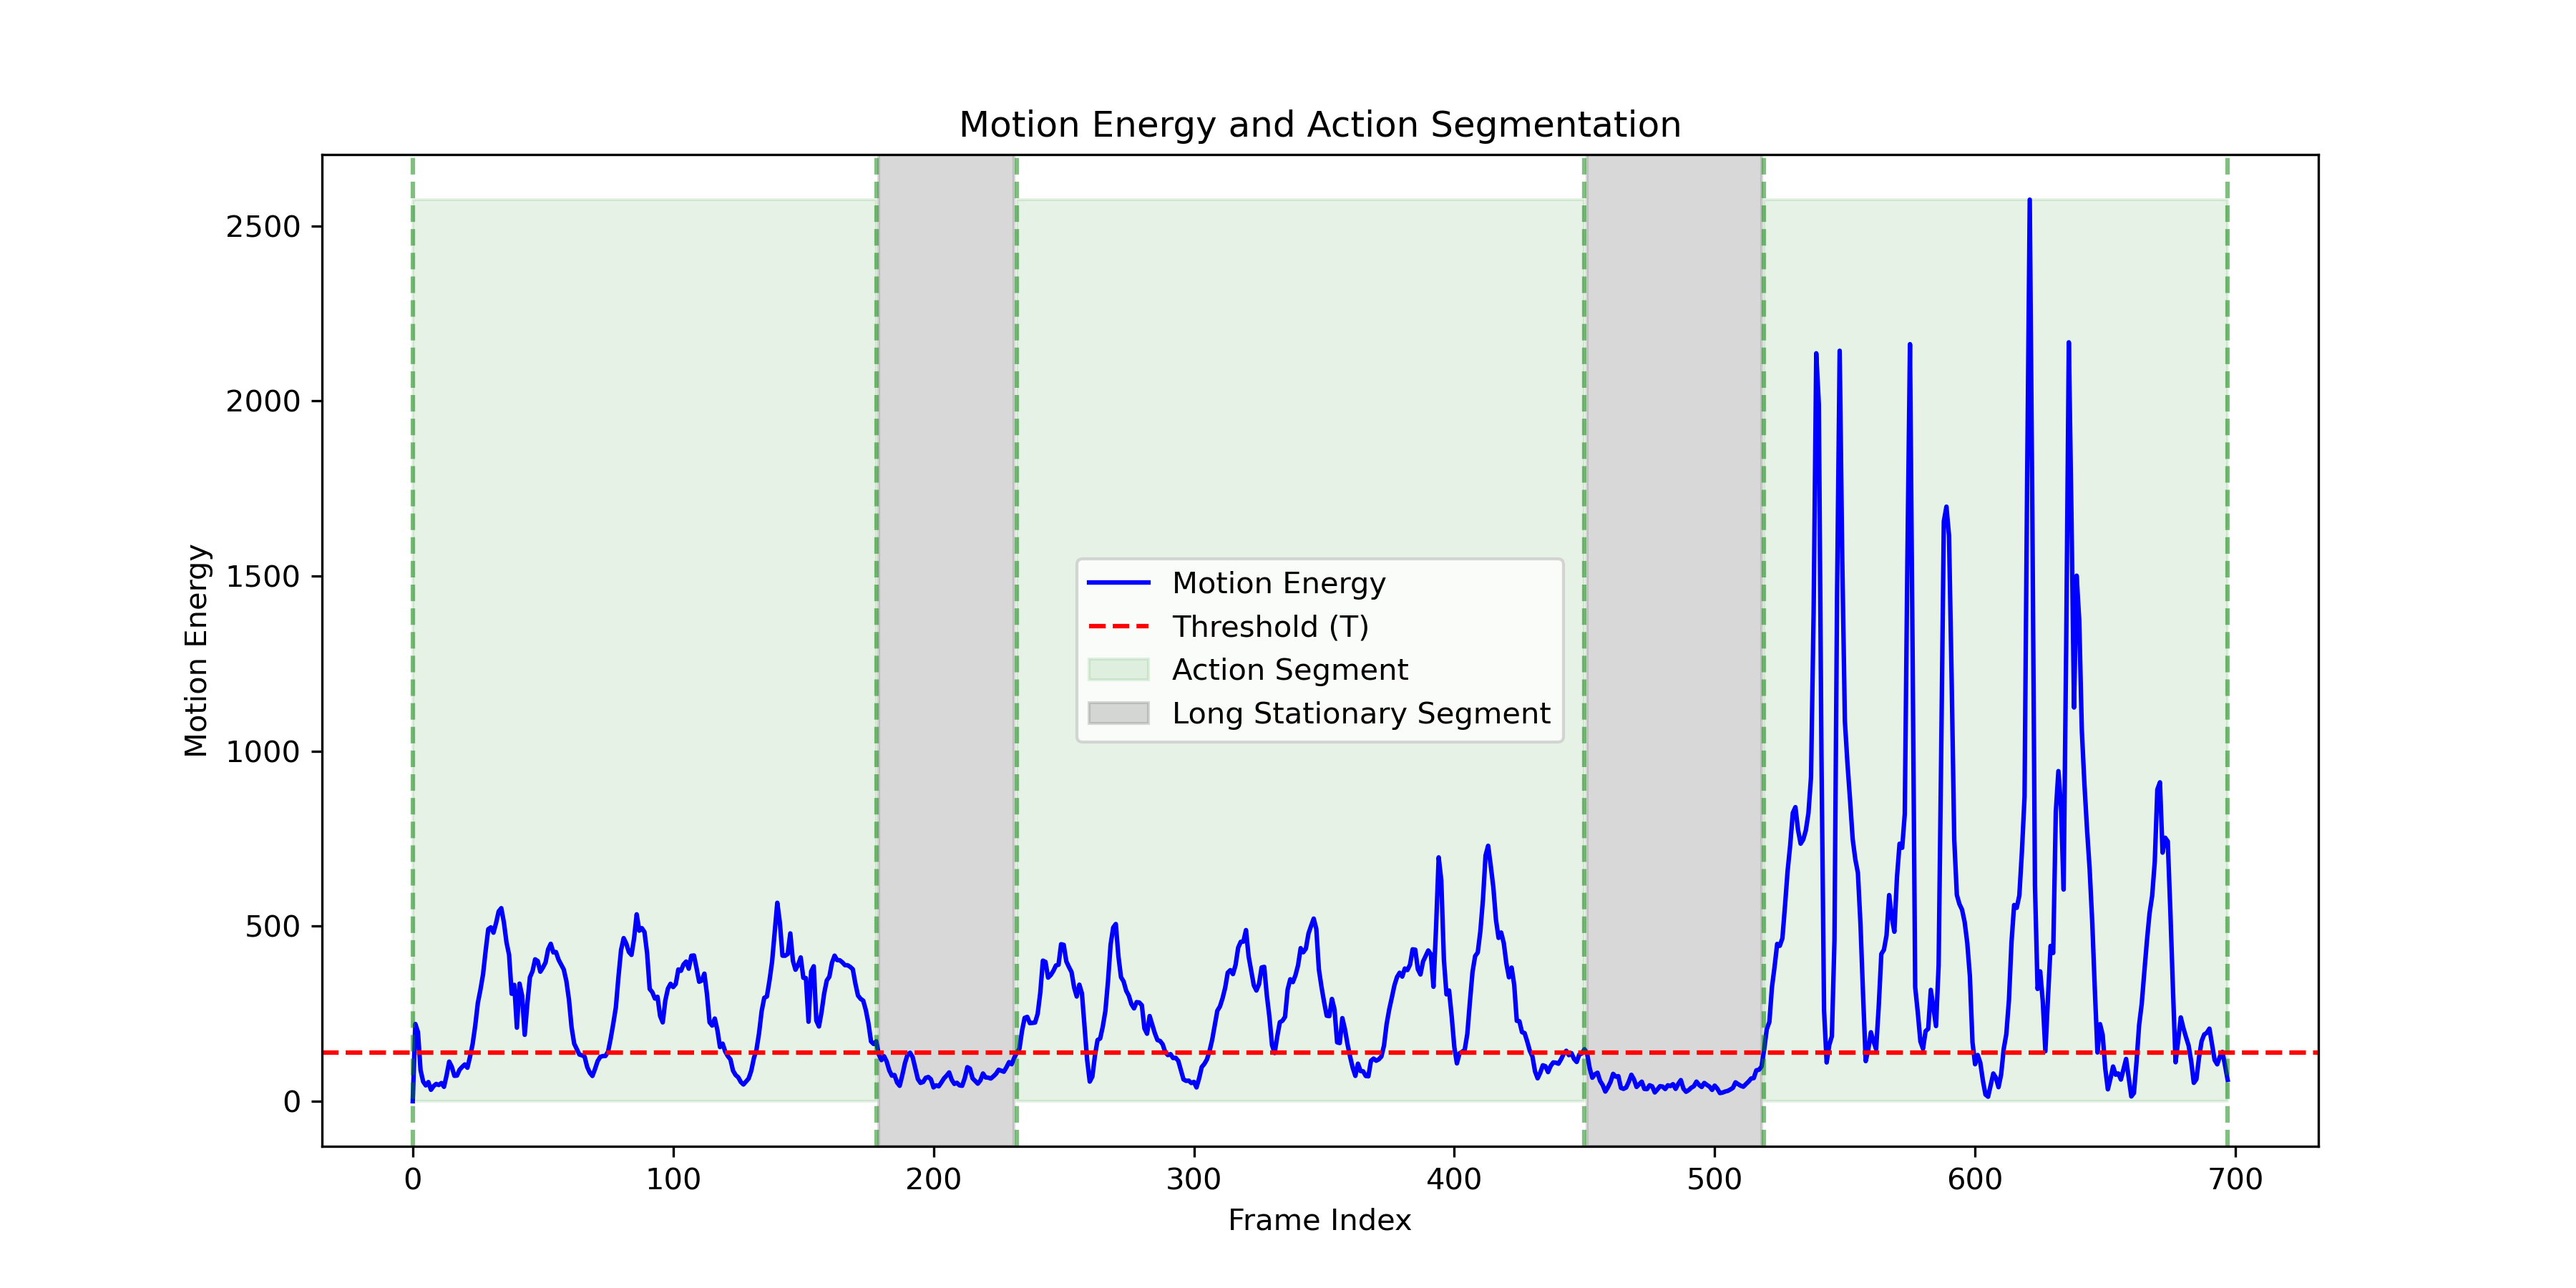 Motion Energy and Action Segmentation
Motion Energy
2500
2000
1500
1000
500
0
Motion Energy
Threshold (T)
Action Segment
Long Stationary Segment
0 100 200 300 400 500 600 700
Frame Index